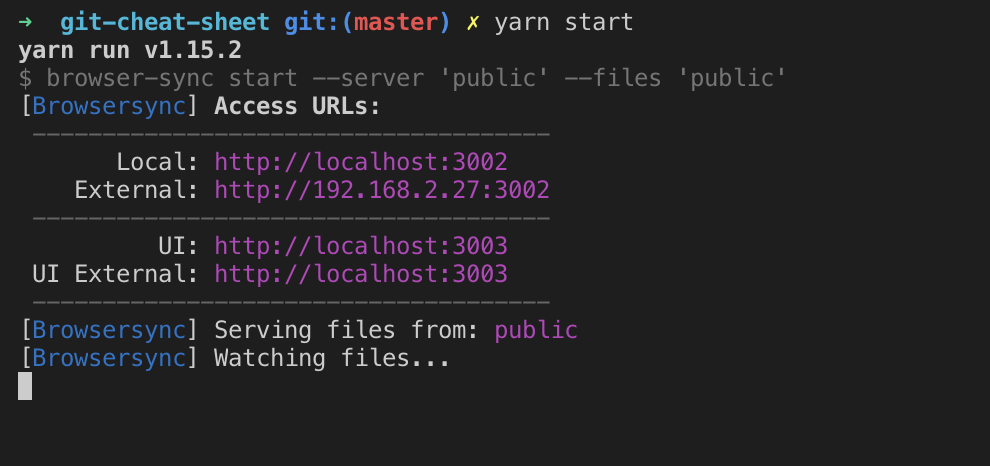 ➜  git-cheat-sheet git:(master) ✗ yarn start
yarn run v1.15.2
$ browser-sync start --server 'public' --files 'public'
[Browsersync] Access URLs:
 --------------------------------------
       Local: http://localhost:3002
    External: http://192.168.2.27:3002
 --------------------------------------
          UI: http://localhost:3003
 UI External: http://localhost:3003
 --------------------------------------
[Browsersync] Serving files from: public
[Browsersync] Watching files...